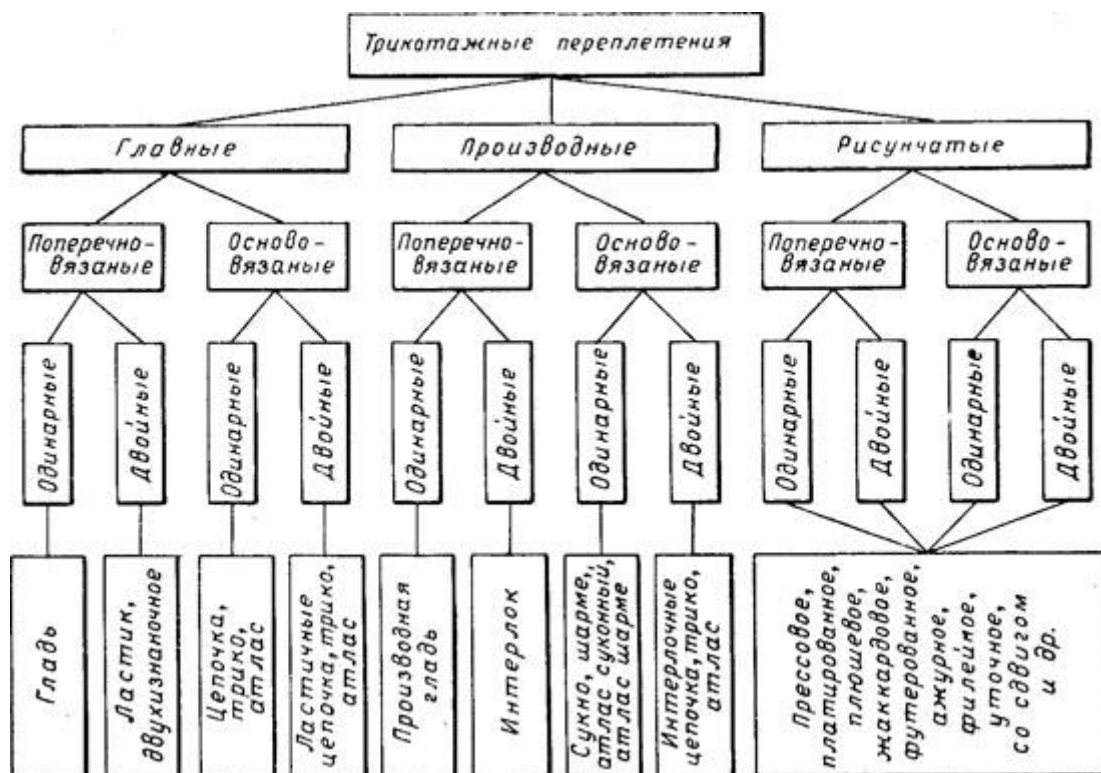 Трикотажные переплетения
Главные
Производные
Рисунчатые
Поперечно-
вязаные
Осново-
вязаные
Поперечно-
вязаные
Осново-
вязаные
Поперечно-
вязаные
Осново-
вязаные
Одинарные
Двойные
Одинарные
Двойные
Одинарные
Двойные
Одинарные
Двойные
Одинарные
Двойные
Одинарные
Двойные
Гладь
Ластик,
двухизнаночное
Цепочка,
трико,
атлас
Ластичные
цепочка, трико,
атлас
Производная
гладь
Интерлок
Сукно, шарме,
атлас суконный,
атлас шарме
Интерлочные
цепочка, трико,
атлас
Прессовое,
платированное,
плюшевое,
жаккардовое,
футерованное,
ажурное,
филейное,
уточное,
со сдвигом
и др.